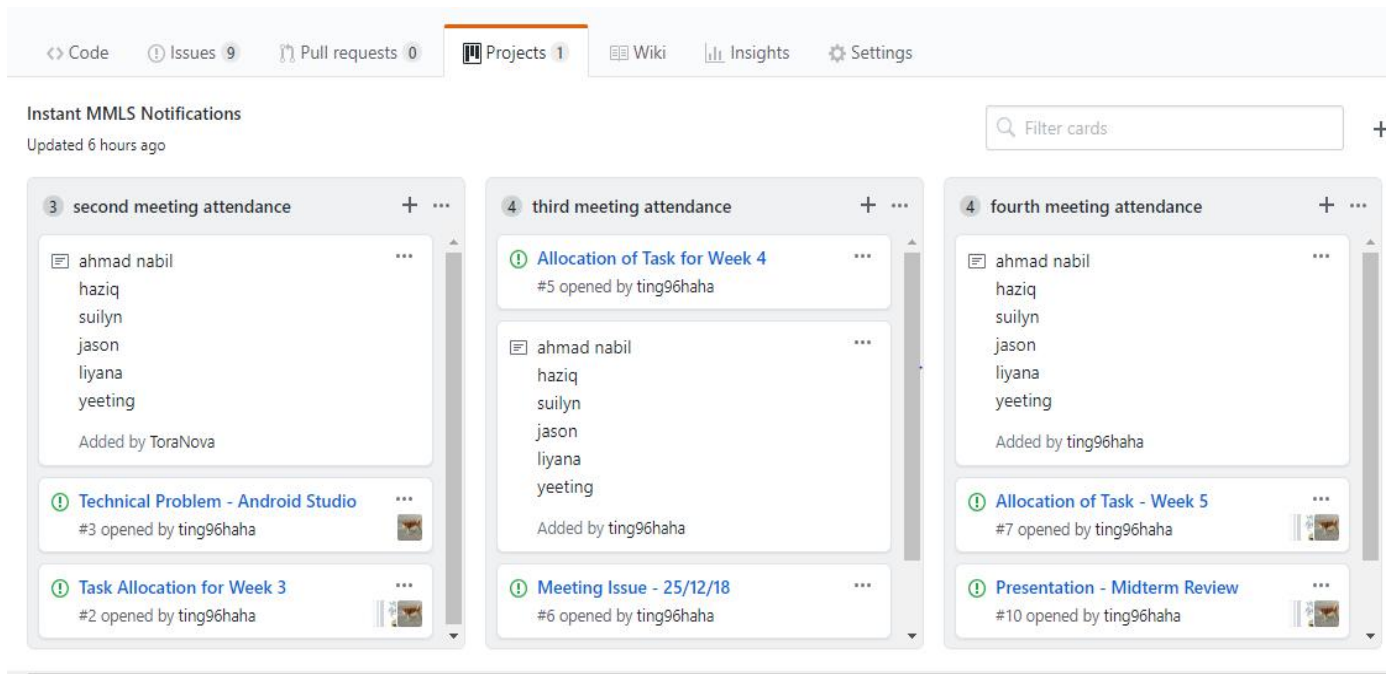 Code
Issues 9
Pull requests 0
Projects 1
Wiki
Insights
Settings
Instant MMLS Notifications
Updated 6 hours ago
Filter cards
3 second meeting attendance
ahmad nabil
haziq
suilyn
jason
liyana
yeeting
Added by ToraNova
Technical Problem - Android Studio
#3 opened by ting96haha
Task Allocation for Week 3
#2 opened by ting96haha
4 third meeting attendance
Allocation of Task for Week 4
#5 opened by ting96haha
ahmad nabil
haziq
suilyn
jason
liyana
yeeting
Added by ting96haha
Meeting Issue - 25/12/18
#6 opened by ting96haha
4 fourth meeting attendance
ahmad nabil
haziq
suilyn
jason
liyana
yeeting
Added by ting96haha
Allocation of Task - Week 5
#7 opened by ting96haha
Presentation - Midterm Review
#10 opened by ting96haha